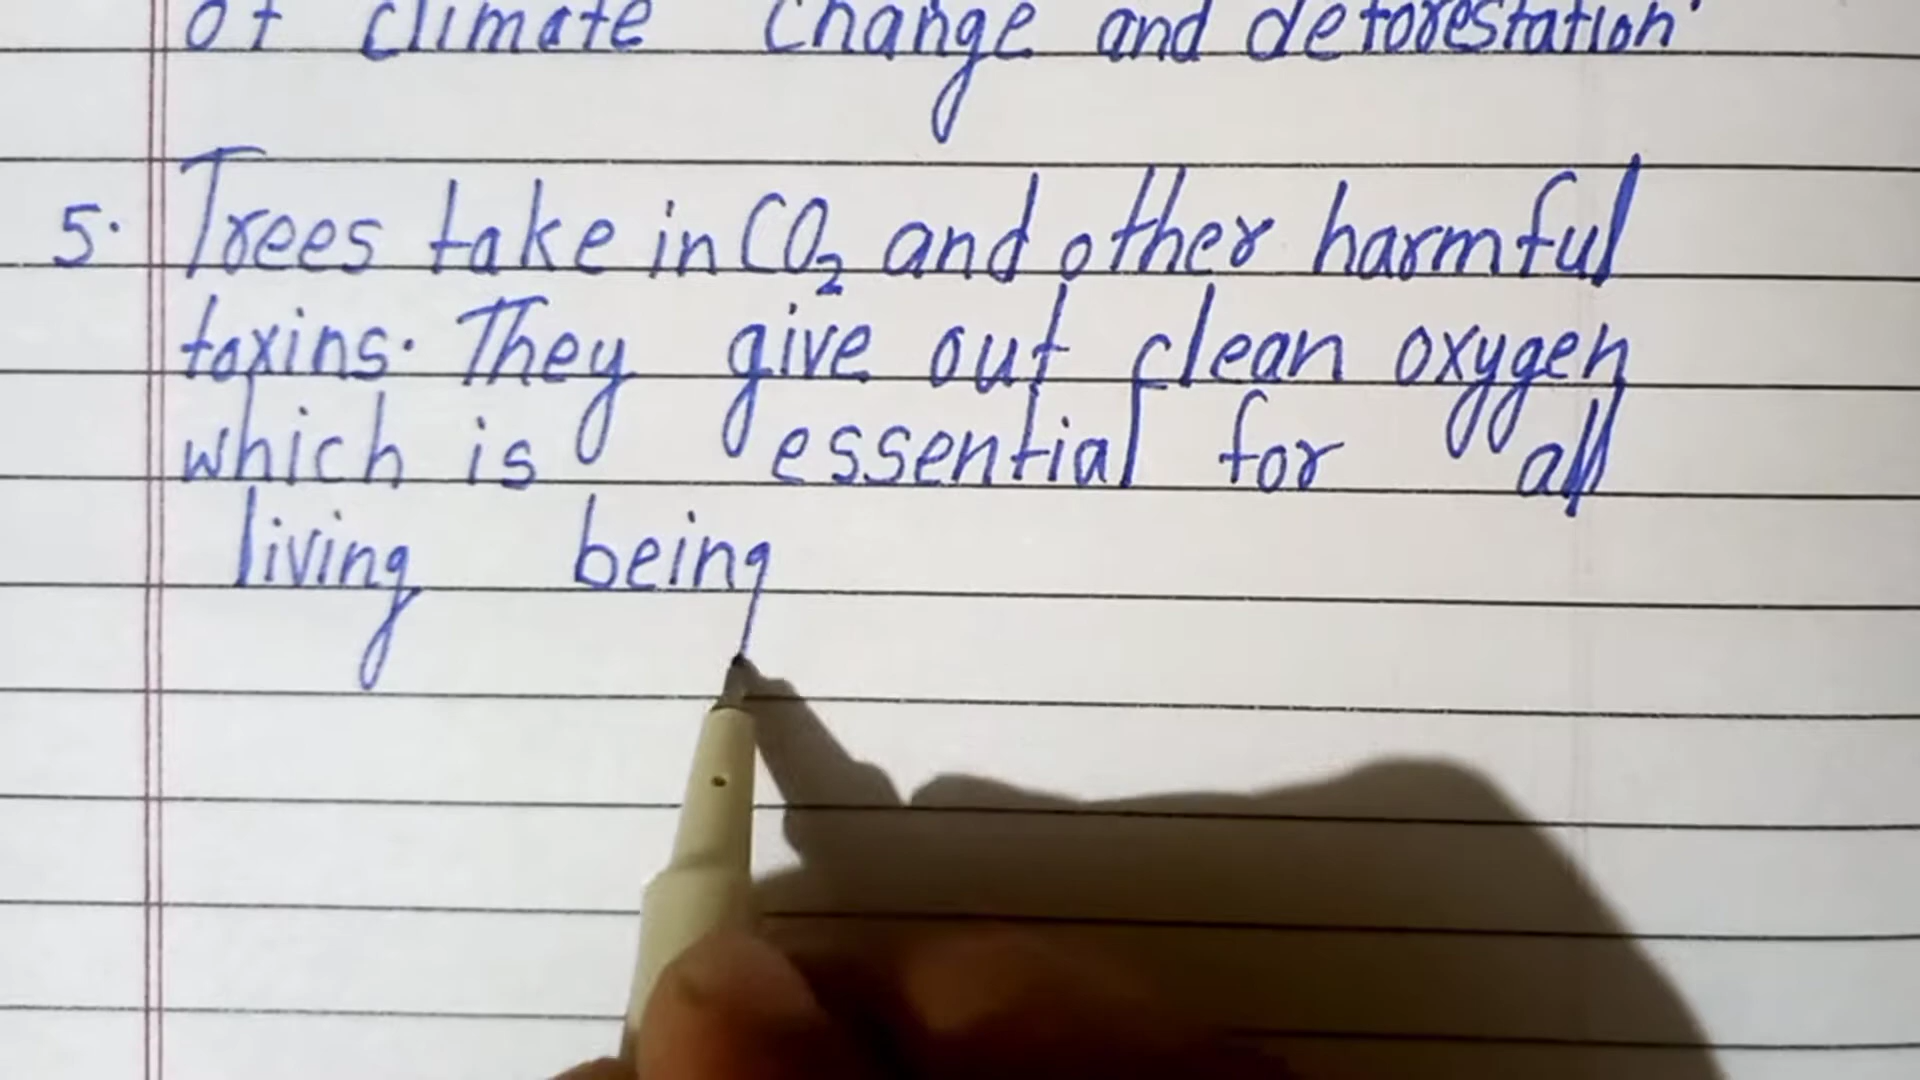 of climate change and deforestation.
5. Trees take in CO₂ and other harmful
toxins. They give out clean oxygen
which is essential for all
living being